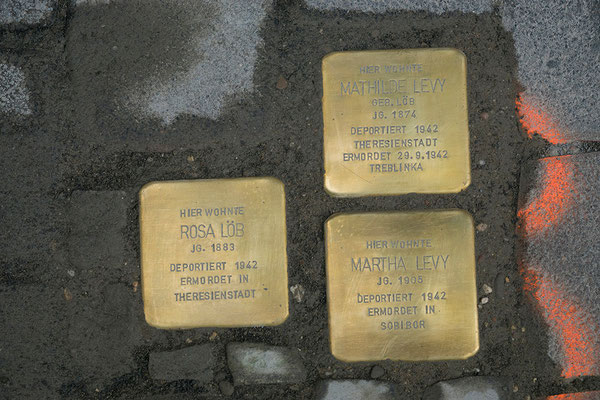 HIER WOHNTE
MATHILDE LEVY
GEB. LÖB
JG. 1874
DEPORTIERT 1942
THERESIENSTADT
ERMORDET 29.9.1942
TREBLINKA
HIER WOHNTE
ROSA LÖB
JG. 1883
DEPORTIERT 1942
ERMORDET IN
THERESIENSTADT
HIER WOHNTE
MARTHA LEVY
JG. 1906
DEPORTIERT 1942
ERMORDET IN
SOBIBOR